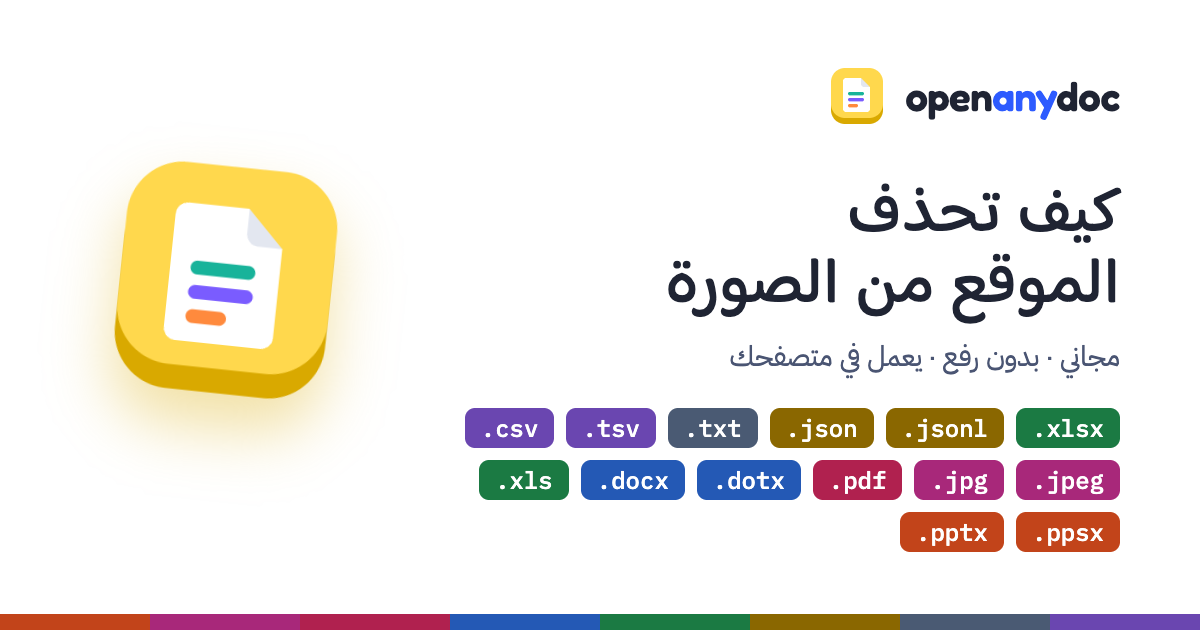 openanydoc
كيف تحذف
الموقع من الصورة
مجاني · بدون رفع · يعمل في متصفحك
.csv .tsv .txt .json .jsonl .xlsx
.xls .docx .dotx .pdf .jpg .jpeg
.pptx .ppsx